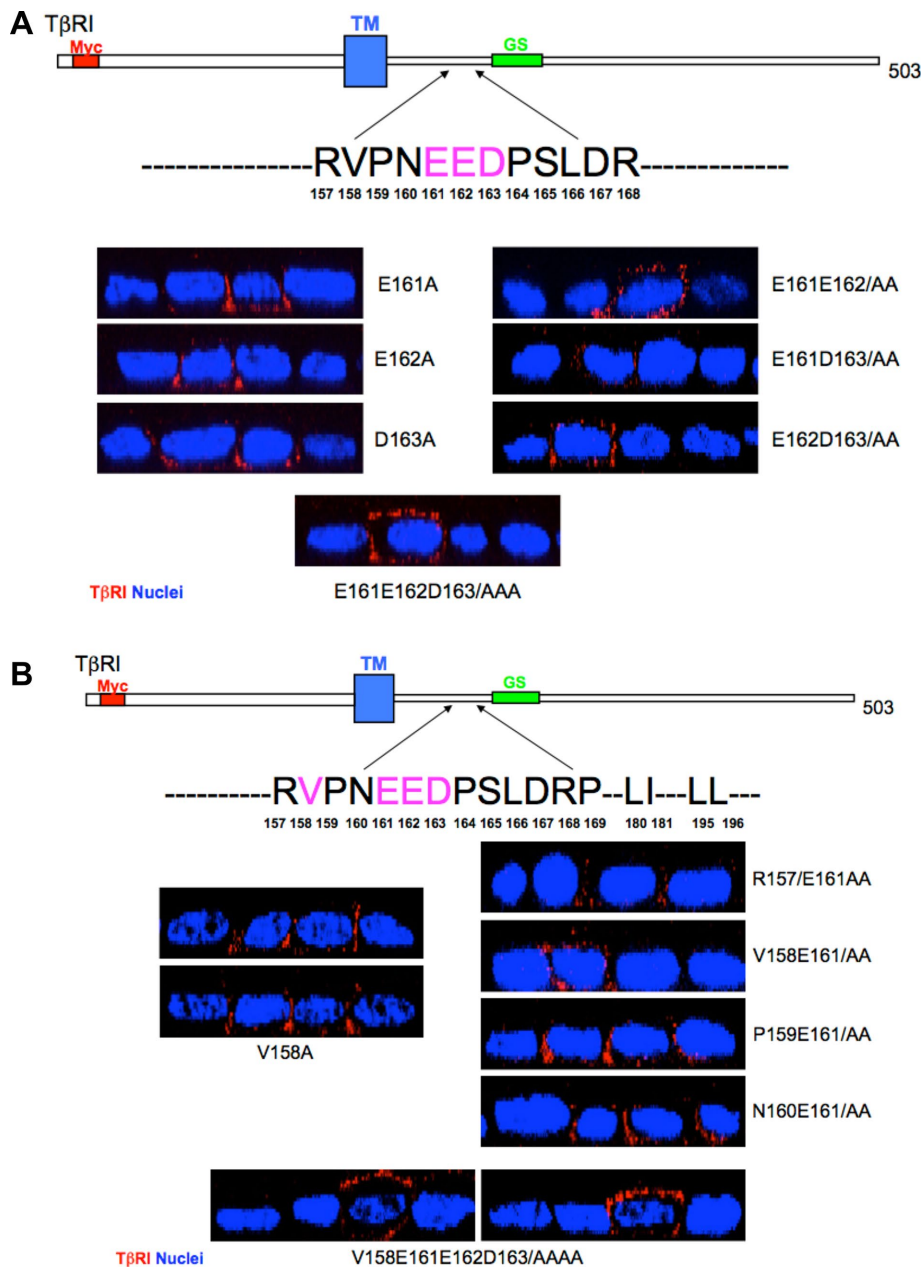 A
TβRI
Myc
TM
GS
503
---------------RVPNEEDPSLDR-------------
157 158 159 160 161 162 163 164 165 166 167 168
E161A
E161E162/AA
E162A
E161D163/AA
D163A
E162D163/AA
TβRI Nuclei
E161E162D163/AAA
B
TβRI
Myc
TM
GS
503
----------RVPNEEDPSLDRP--LI---LL---
157 158 159 160 161 162 163 164 165 166 167 168 169 180 181 195 196
R157/E161AA
V158E161/AA
V158A
P159E161/AA
N160E161/AA
TβRI Nuclei
V158E161E162D163/AAAA